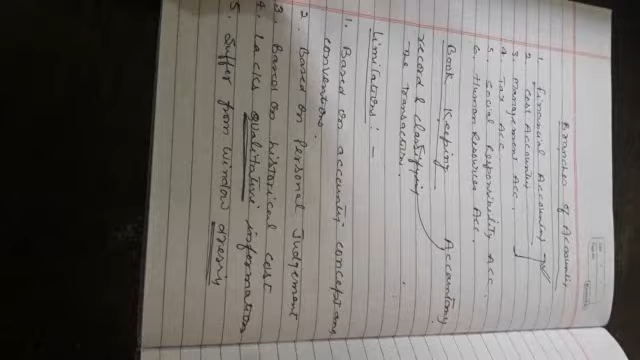 Branches of Accounting
1. Financial Accounting
2. Cost Accounting
3. Management Acc.
4. Tax Acc
5. Social Responsibility Acc.
6. Human Resources Acc.
Book Keeping Accounting
record & classifying
the transaction.
Limitations: -
1. Based on accounting concepts and
conventions.
2. Based on Personal Judgement
3. Based on historical cost
4. Lacks qualitative information
5. Suffer from window dressing